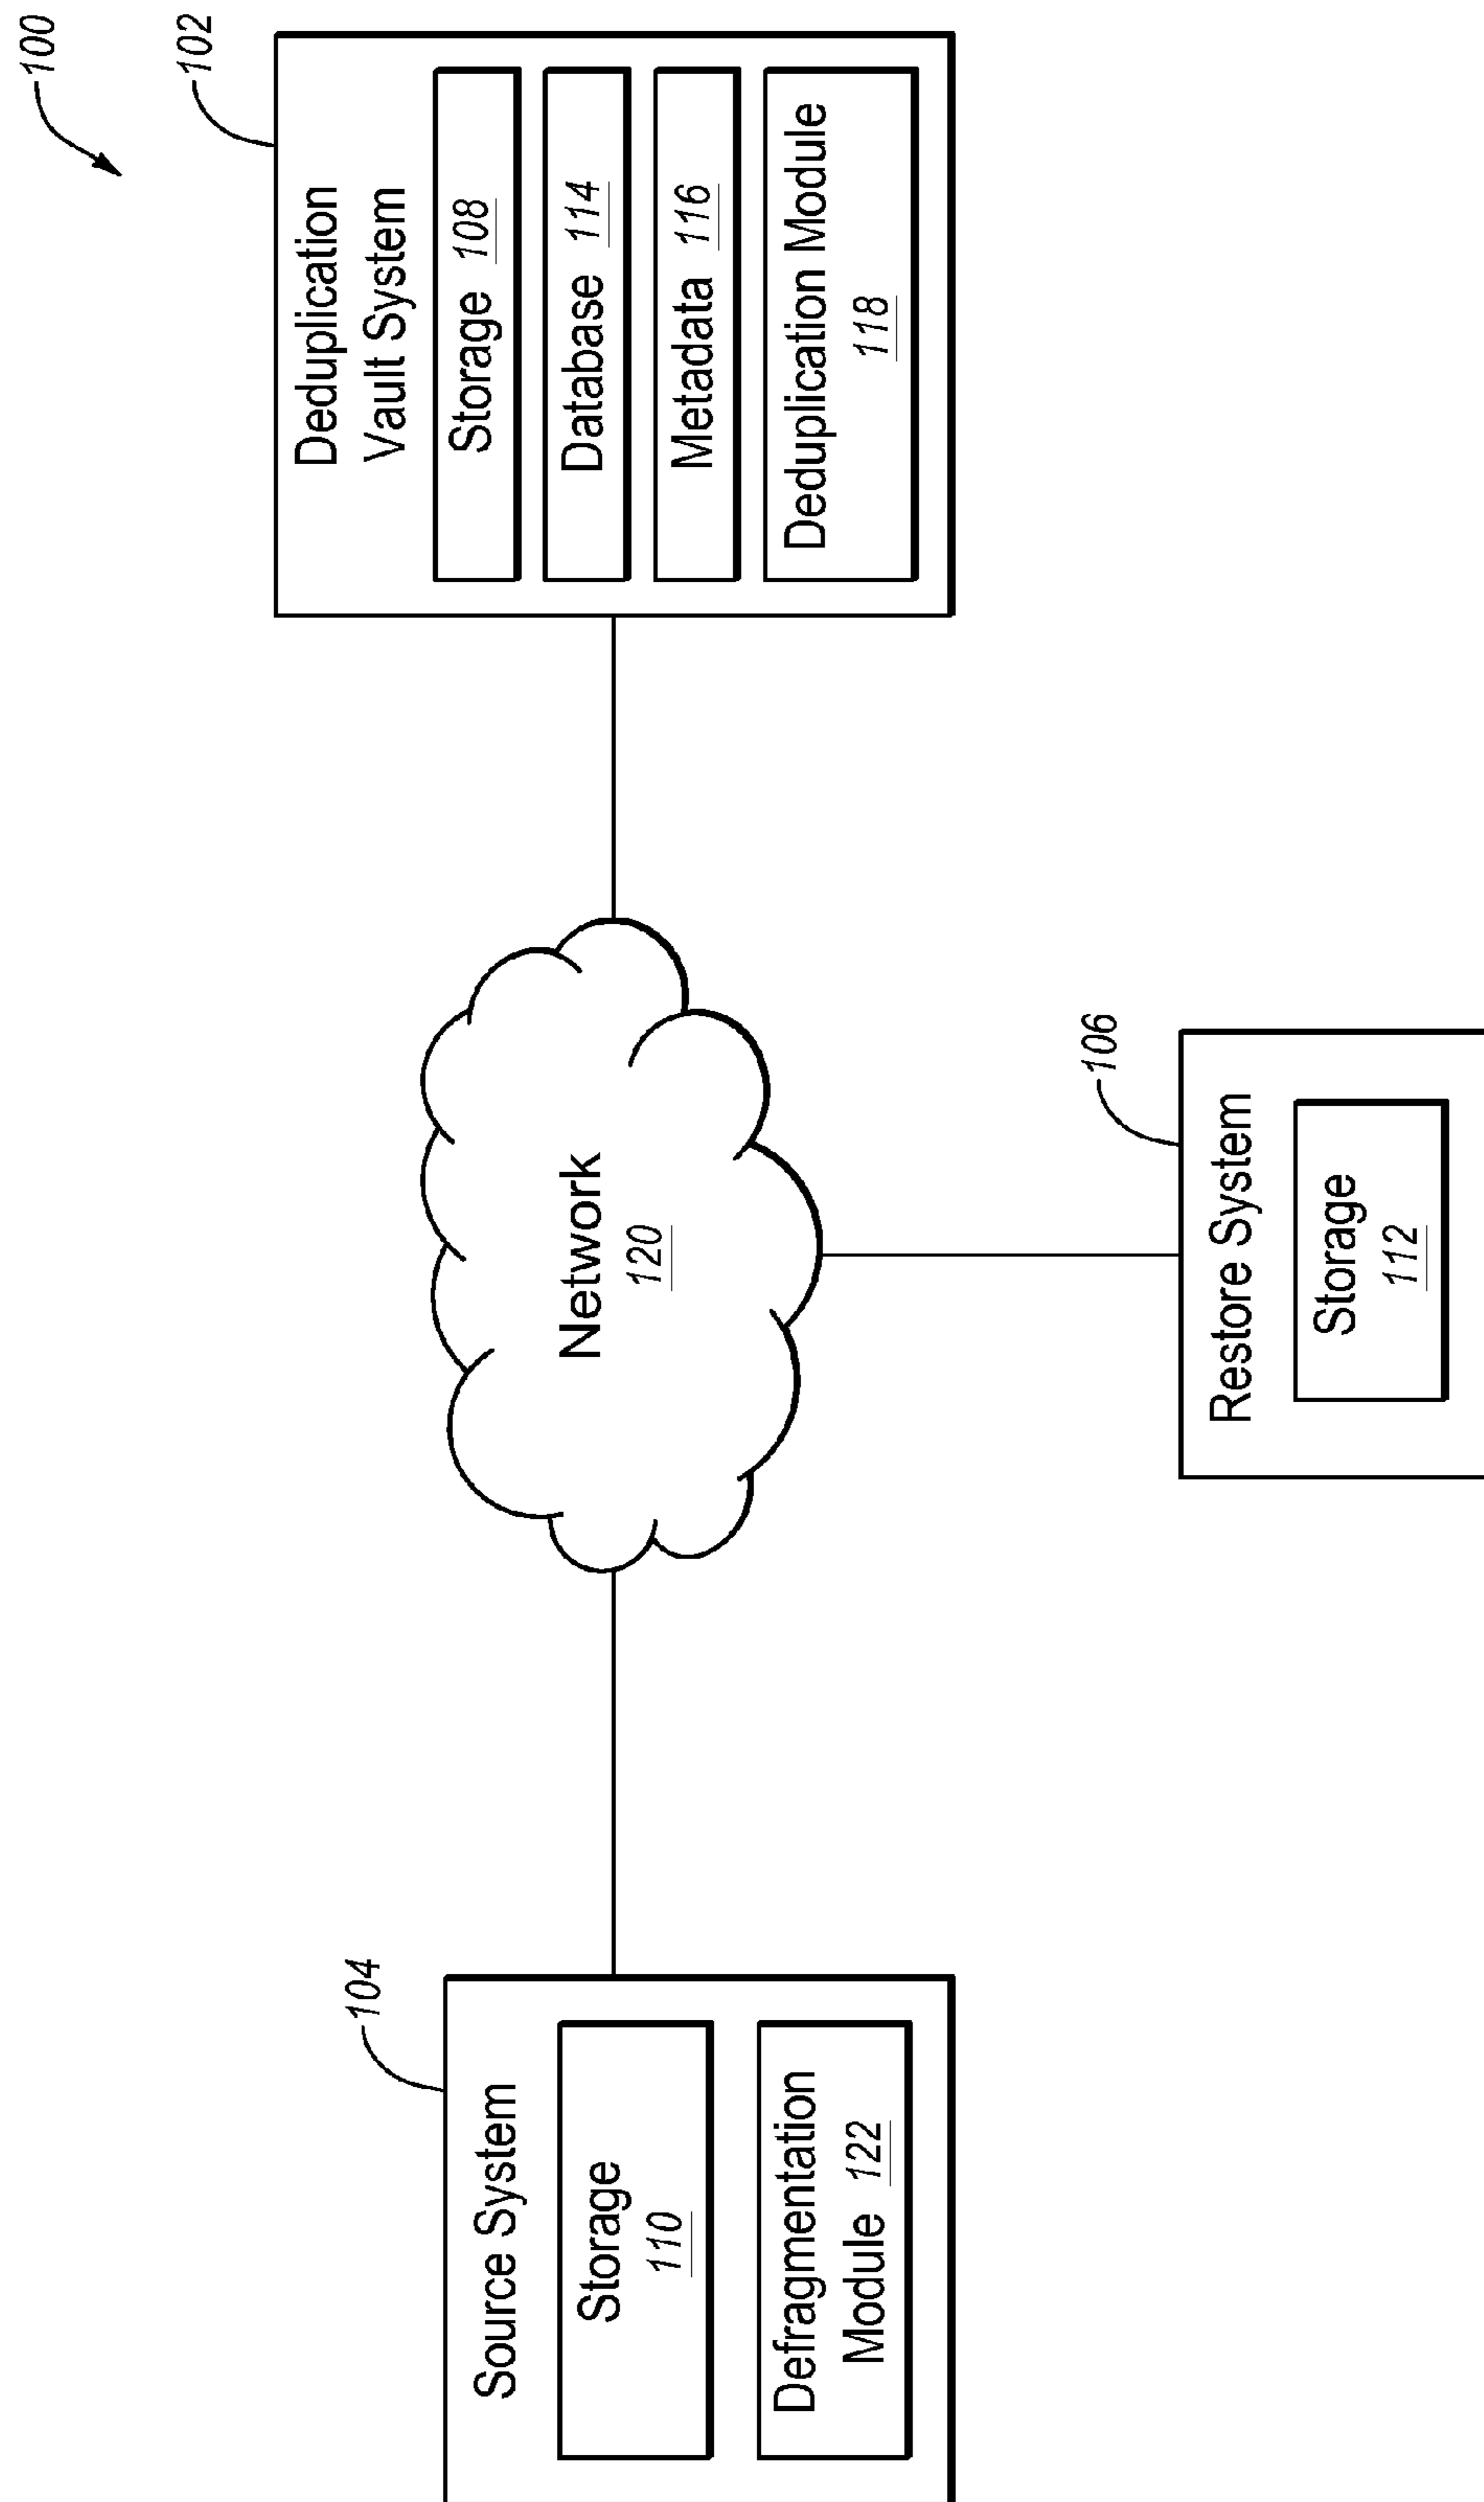 100
104
Source System
Storage
110
Defragmentation
Module 122
Network
120
102
Deduplication
Vault System
Storage 108
Database 114
Metadata 116
Deduplication Module
118
106
Restore System
Storage
112